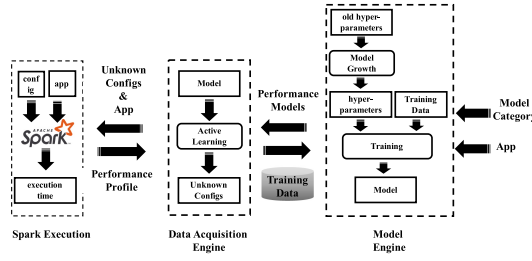 old hyper-
parameters
conf
ig
app
Unknown
Configs
&
App
Model
Model
Growth
Performance
Models
hyper-
parameters
Training
Data
Model
Category
APACHE
Spark
Active
Learning
Training
App
Performance
Profile
Training
Data
execution
time
Unknown
Configs
Model
Spark Execution
Data Acquisition
Engine
Model
Engine